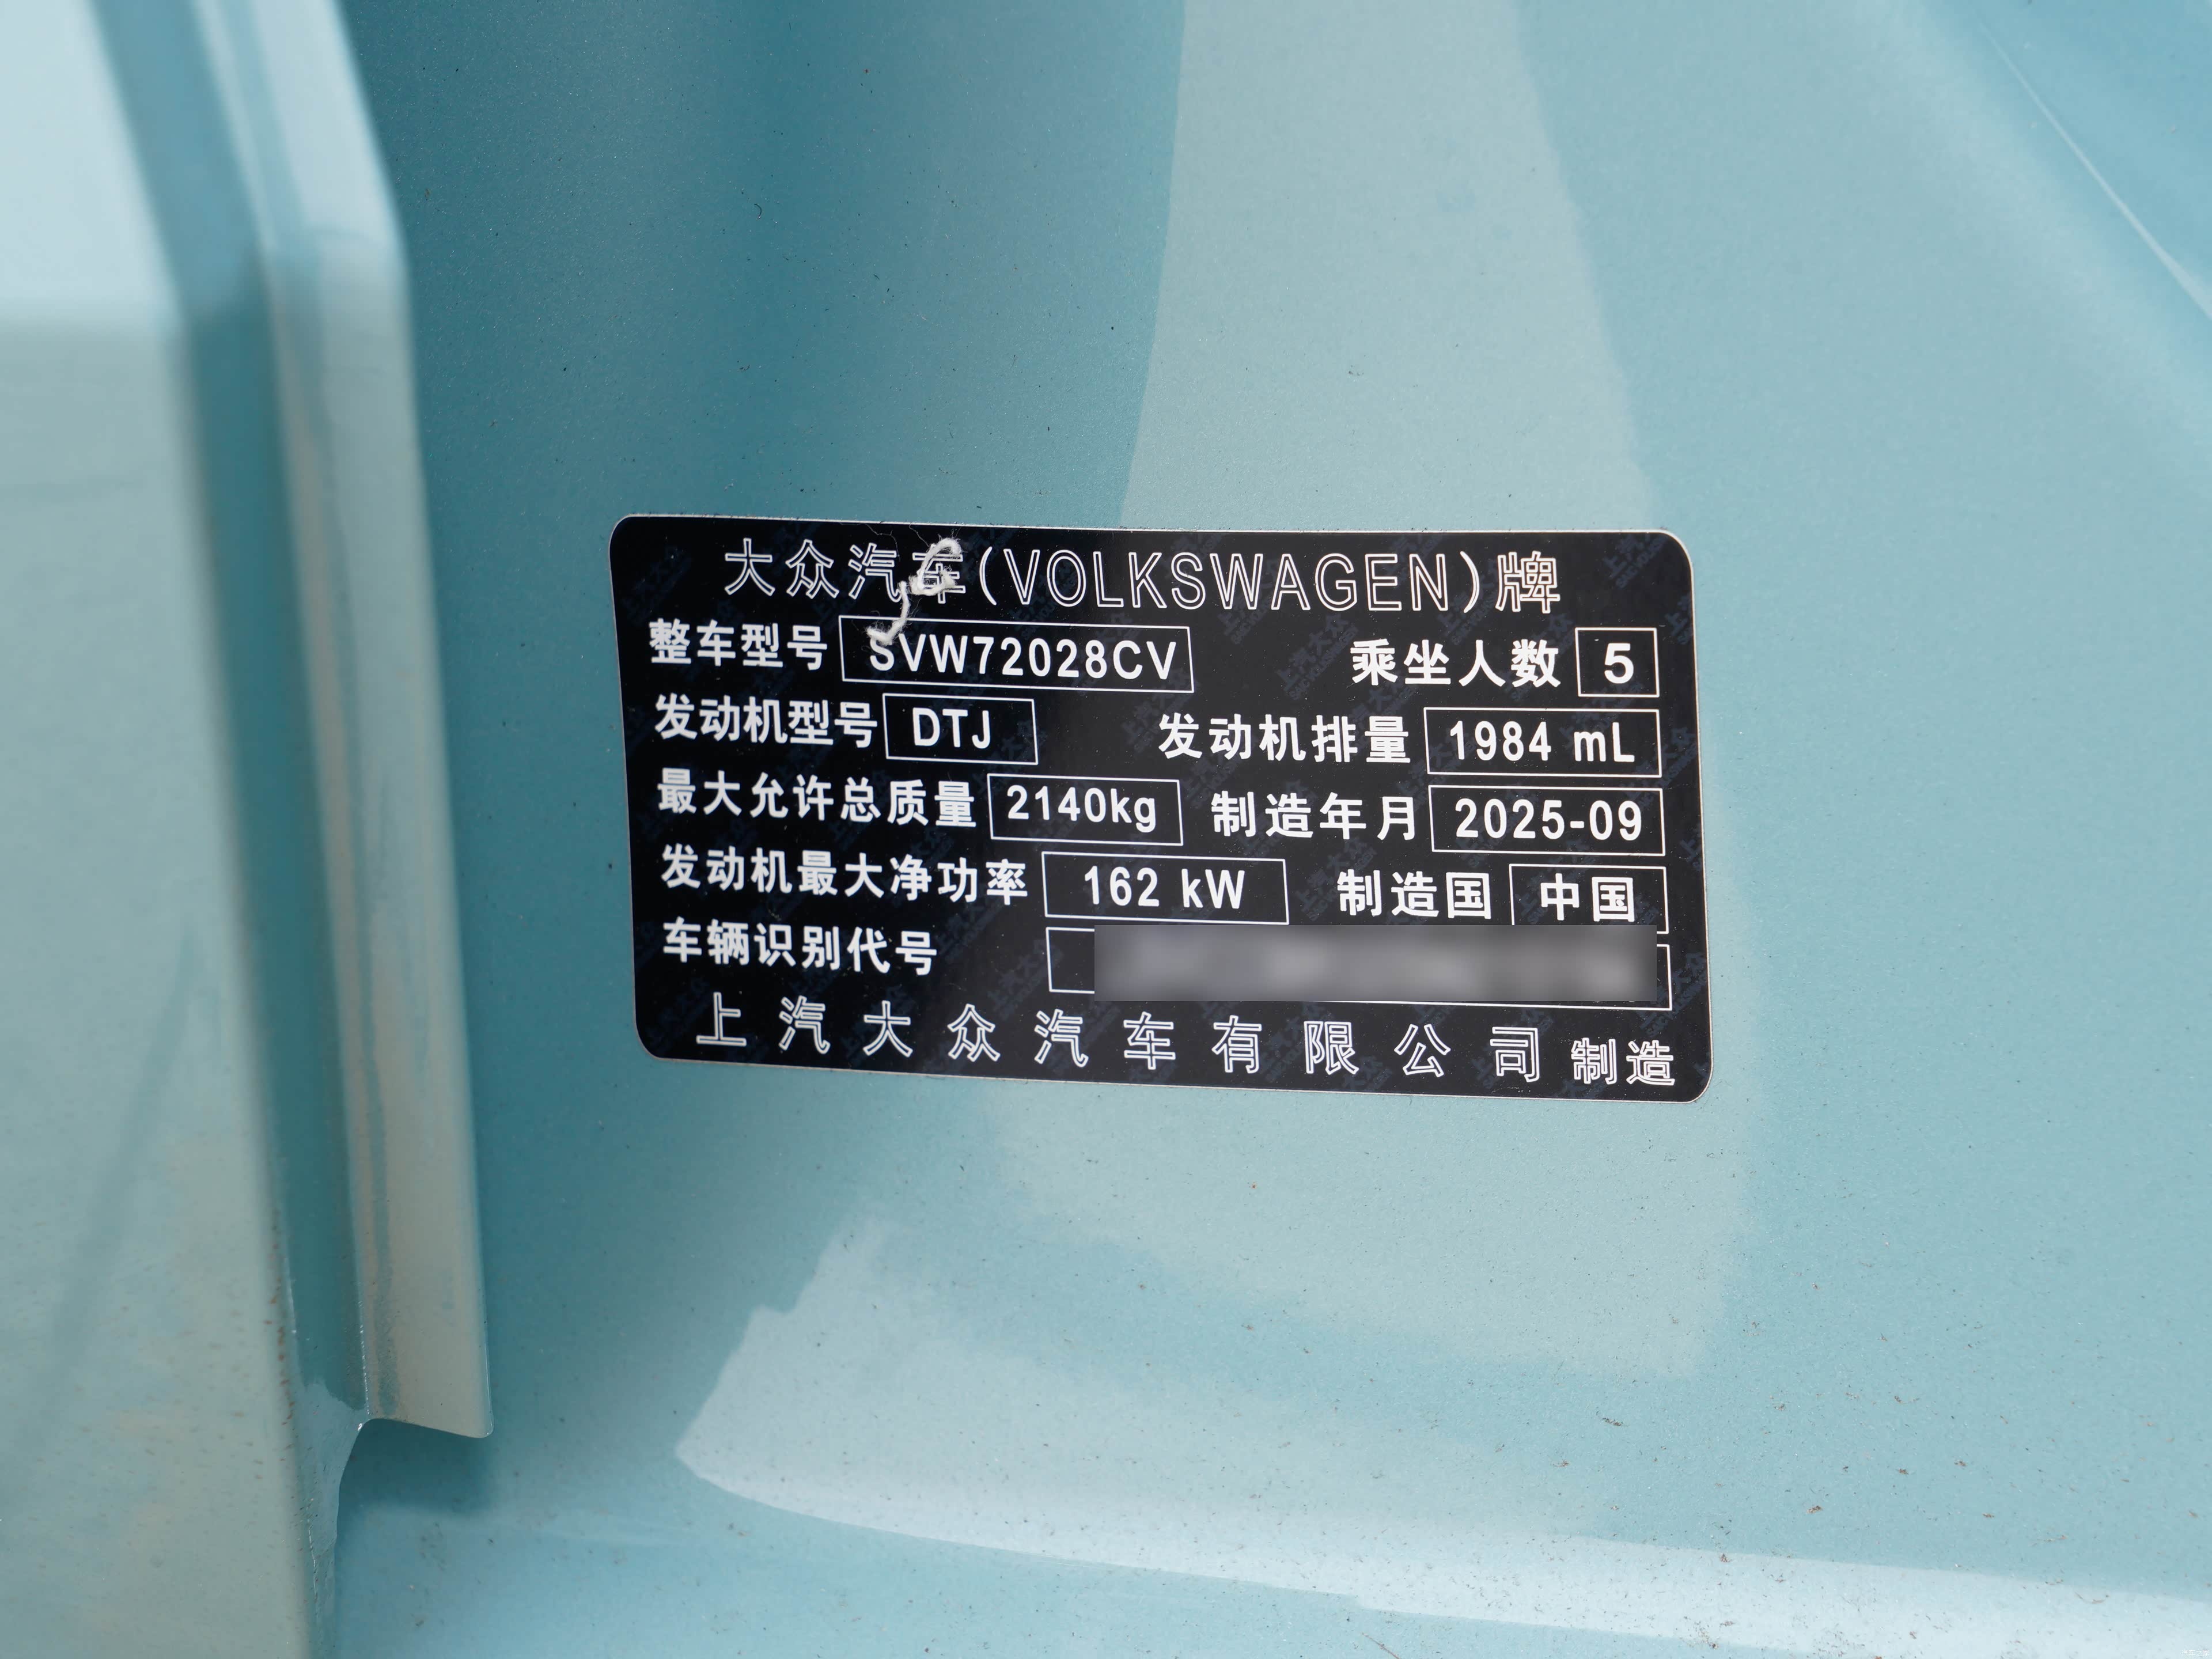 大众汽车(VOLKSWAGEN)牌
整车型号 SVW72028CV 乘坐人数 5
发动机型号 DTJ 发动机排量 1984 mL
最大允许总质量 2140kg 制造年月 2025-09
发动机最大净功率 162 kW 制造国 中国
车辆识别代号
上汽大众汽车有限公司 制造